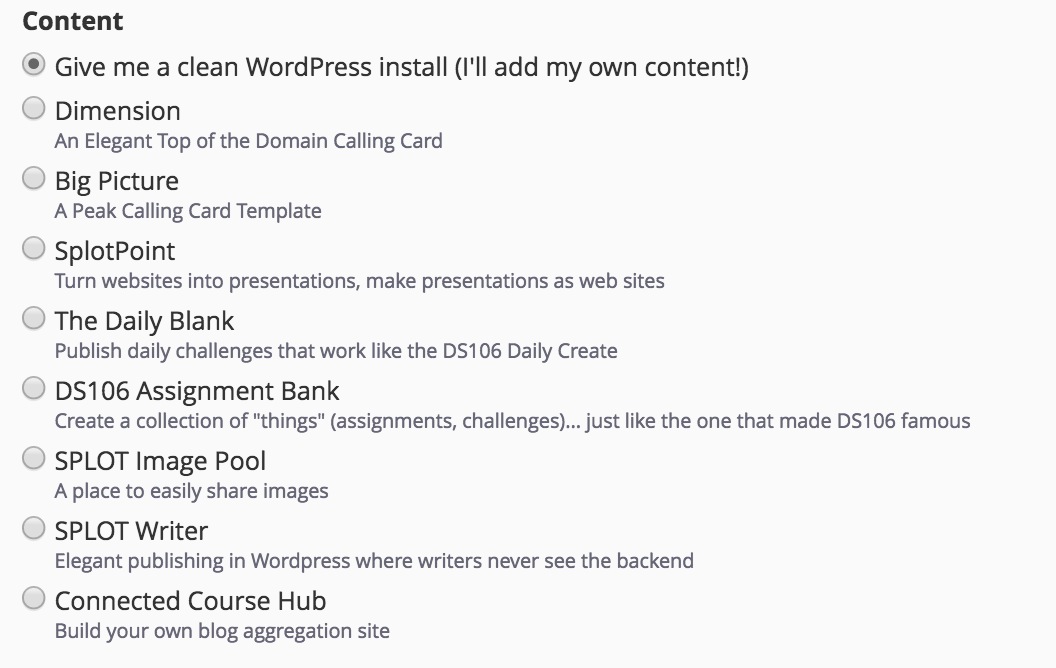 Content
Give me a clean WordPress install (I'll add my own content!)
Dimension
An Elegant Top of the Domain Calling Card
Big Picture
A Peak Calling Card Template
SplotPoint
Turn websites into presentations, make presentations as web sites
The Daily Blank
Publish daily challenges that work like the DS106 Daily Create
DS106 Assignment Bank
Create a collection of "things" (assignments, challenges)... just like the one that made DS106 famous
SPLOT Image Pool
A place to easily share images
SPLOT Writer
Elegant publishing in Wordpress where writers never see the backend
Connected Course Hub
Build your own blog aggregation site